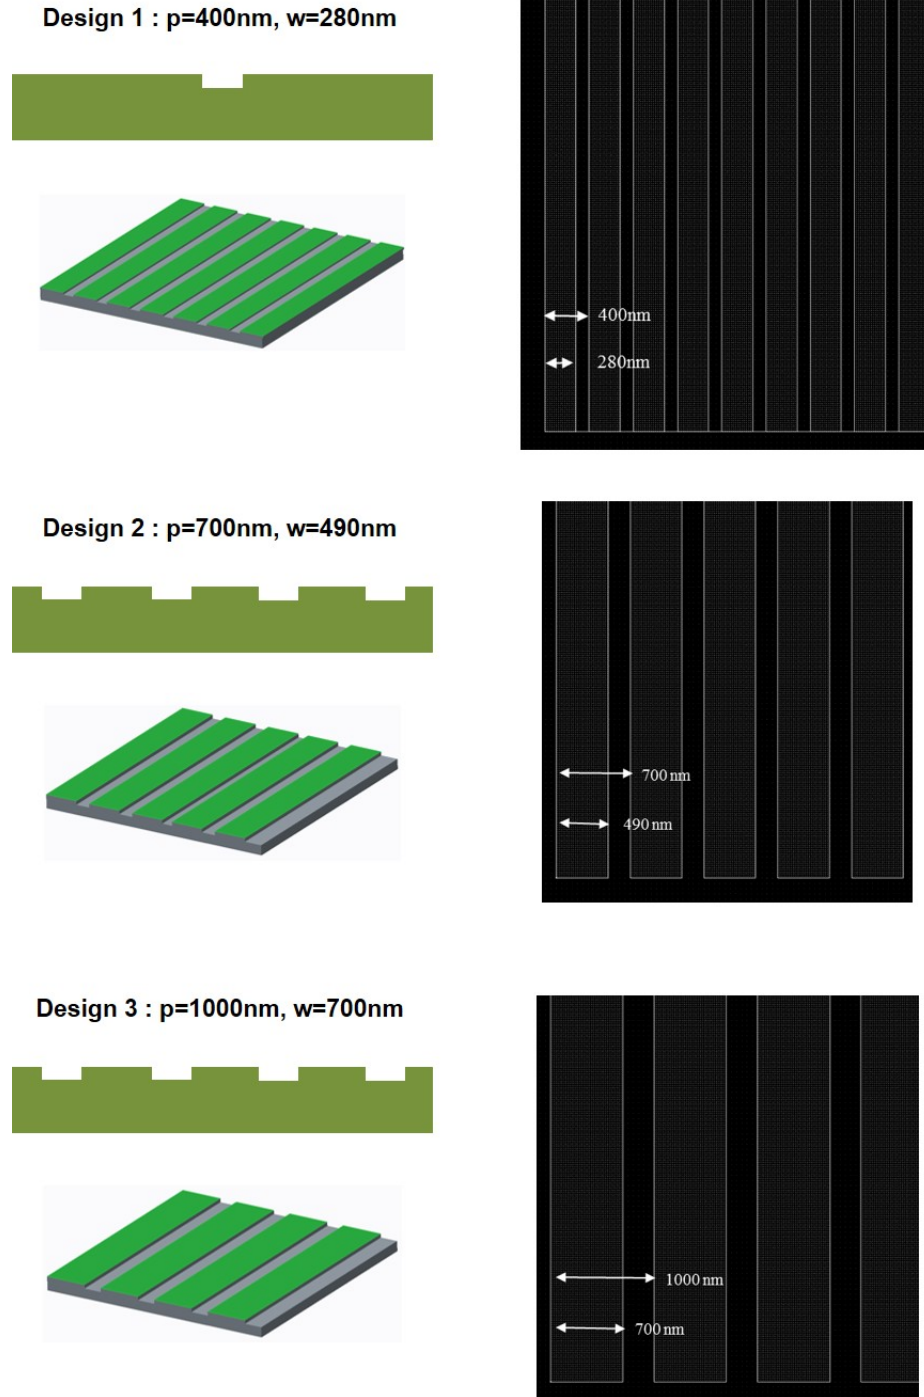 Design 1 : p=400nm, w=280nm
400nm
280nm
Design 2 : p=700nm, w=490nm
700 nm
490 nm
Design 3 : p=1000nm, w=700nm
1000 nm
700 nm